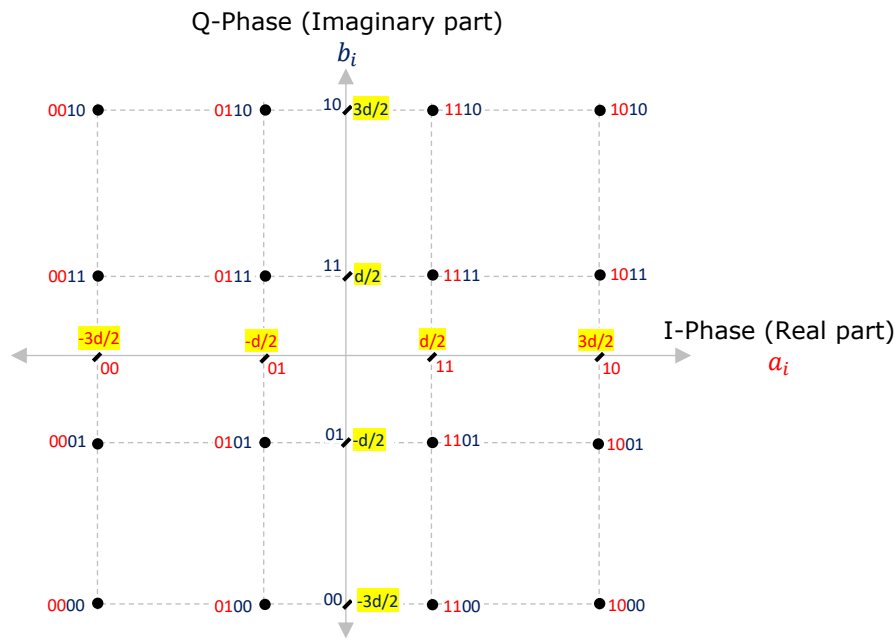 Q-Phase (Imaginary part)
b_i
0010 0110 10 3d/2 1110 1010
0011 0111 11 d/2 1111 1011
-3d/2 -d/2 d/2 3d/2 I-Phase (Real part)
00 01 11 10 a_i
0001 0101 01 -d/2 1101 1001
0000 0100 00 -3d/2 1100 1000